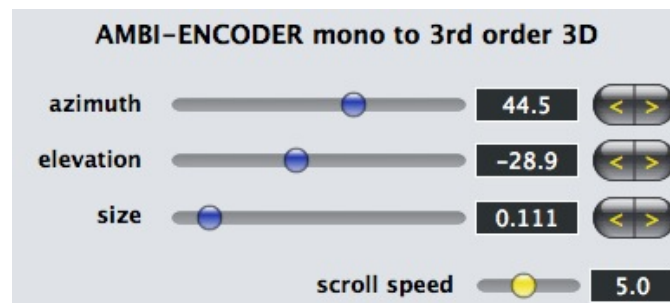 AMBI-ENCODER mono to 3rd order 3D
azimuth 44.5 < >
elevation -28.9 < >
size 0.111 < >
scroll speed 5.0